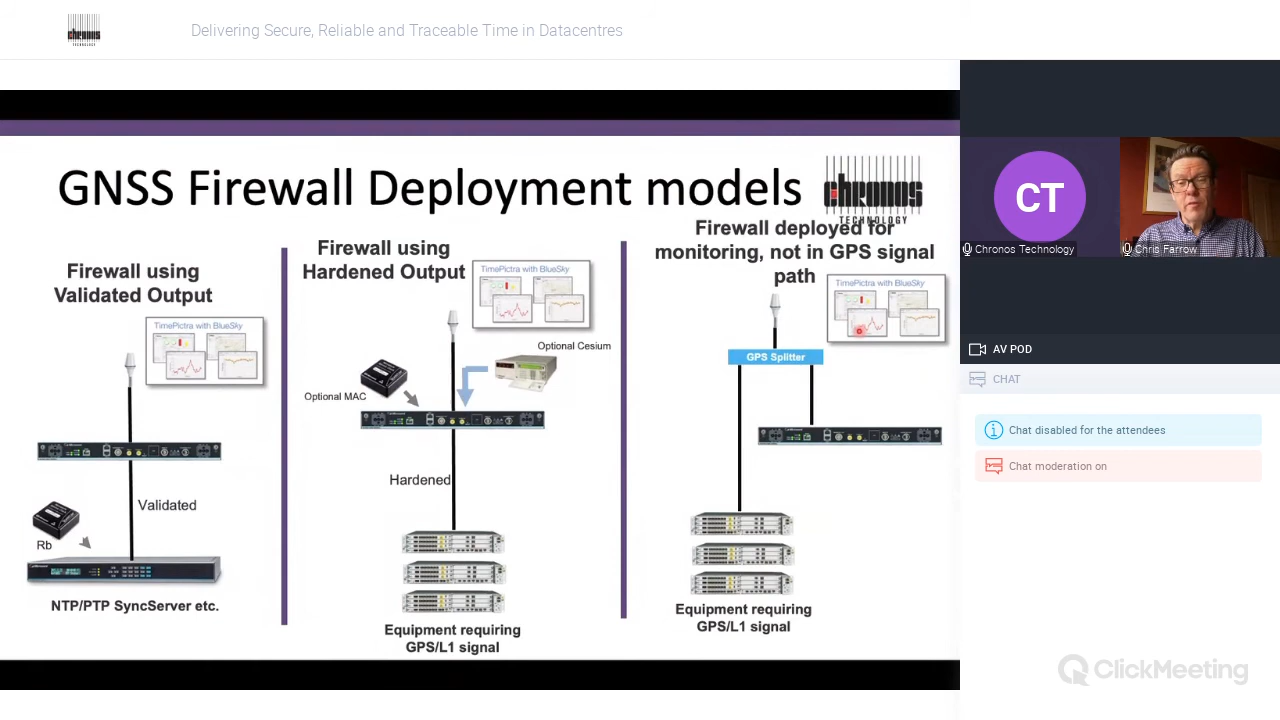 chronos
TECHNOLOGY
Delivering Secure, Reliable and Traceable Time in Datacentres
GNSS Firewall Deployment models
chronos
TECHNOLOGY
Firewall using
Validated Output
TimePictra with BlueSky
Validated
Rb
NTP/PTP SyncServer etc.
Firewall using
Hardened Output
TimePictra with BlueSky
Optional Cesium
Optional MAC
Hardened
Equipment requiring
GPS/L1 signal
Firewall deployed for
monitoring, not in GPS signal
path
TimePictra with BlueSky
GPS Splitter
Equipment requiring
GPS/L1 signal
CT
Chronos Technology
Chris Farrow
AV POD
CHAT
Chat disabled for the attendees
Chat moderation on
ClickMeeting